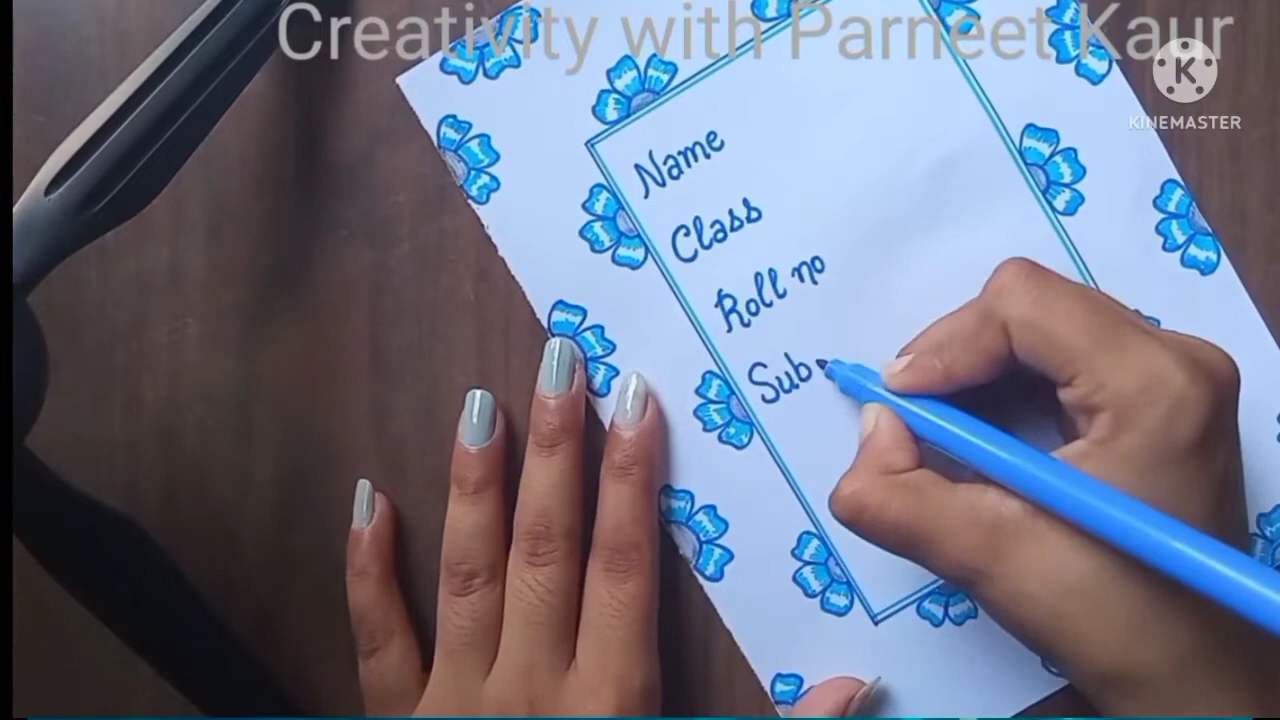 Creativity with Parneet Kaur
KINEMASTER
Name
Class
Roll no
Sub